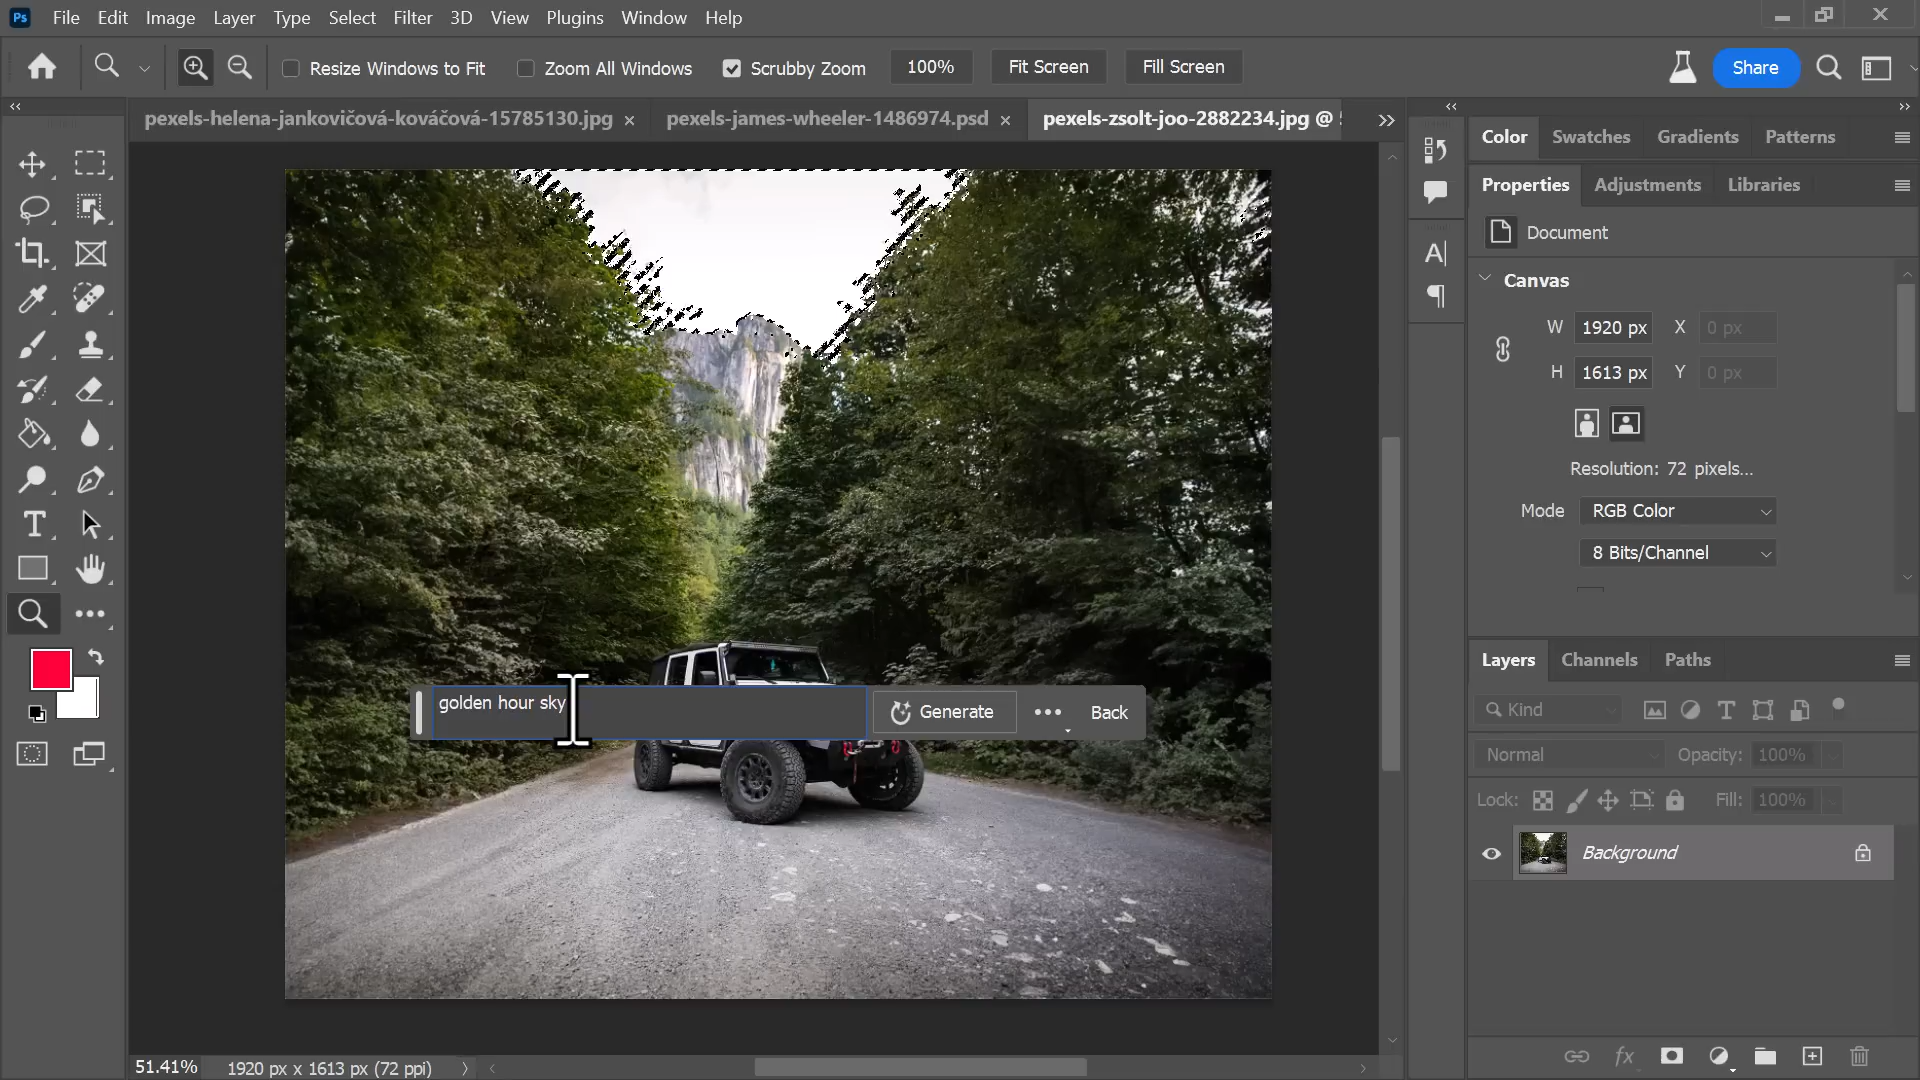 Ps File Edit Image Layer Type Select Filter 3D View Plugins Window Help
Resize Windows to Fit Zoom All Windows Scrubby Zoom 100% Fit Screen Fill Screen Share
pexels-helena-jankovičová-kováčová-15785130.jpg × pexels-james-wheeler-1486974.psd × pexels-zsolt-joo-2882234.jpg @
Color Swatches Gradients Patterns
Properties Adjustments Libraries
Document
Canvas
W 1920 px X 0 px
H 1613 px Y 0 px
Resolution: 72 pixels...
Mode RGB Color
8 Bits/Channel
golden hour sky Generate ••• Back
Layers Channels Paths
Kind
Normal Opacity: 100%
Lock: Fill: 100%
Background
fx
51.41% 1920 px x 1613 px (72 ppi)